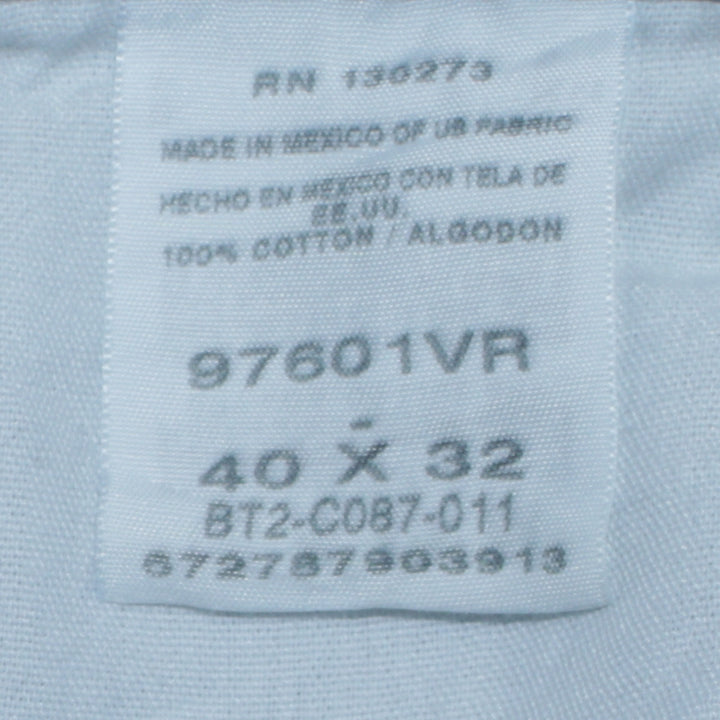 RN 130273
MADE IN MEXICO OF US FABRIC
HECHO EN MEXICO CON TELA DE
EE.UU.
100% COTTON / ALGODON
97601VR
-
40 X 32
BT2-C087-011
672787903913